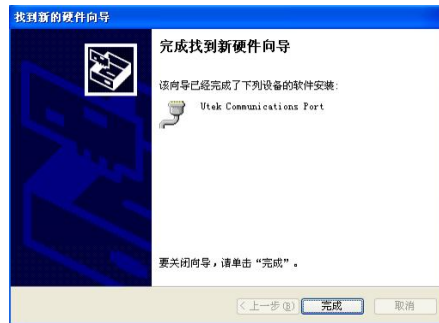 找到新的硬件向导
完成找到新硬件向导
该向导已经完成了下列设备的软件安装:
Utek Communications Port
要关闭向导，请单击“完成”。
< 上一步(B) 完成 取消